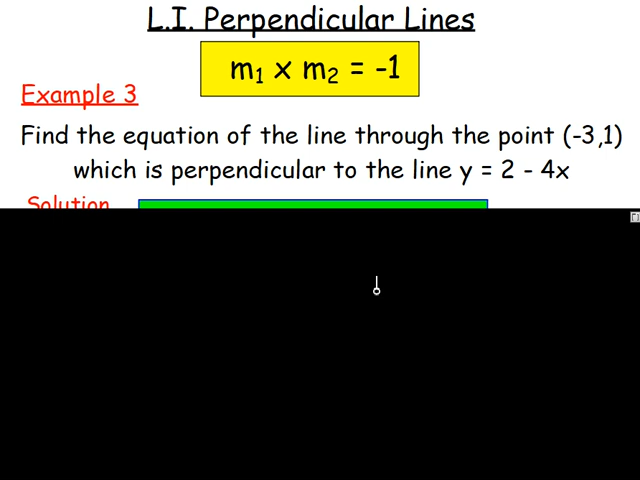 L.I. Perpendicular Lines
m₁ x m₂ = -1
Example 3
Find the equation of the line through the point (-3,1)
which is perpendicular to the line y = 2 - 4x
Solution